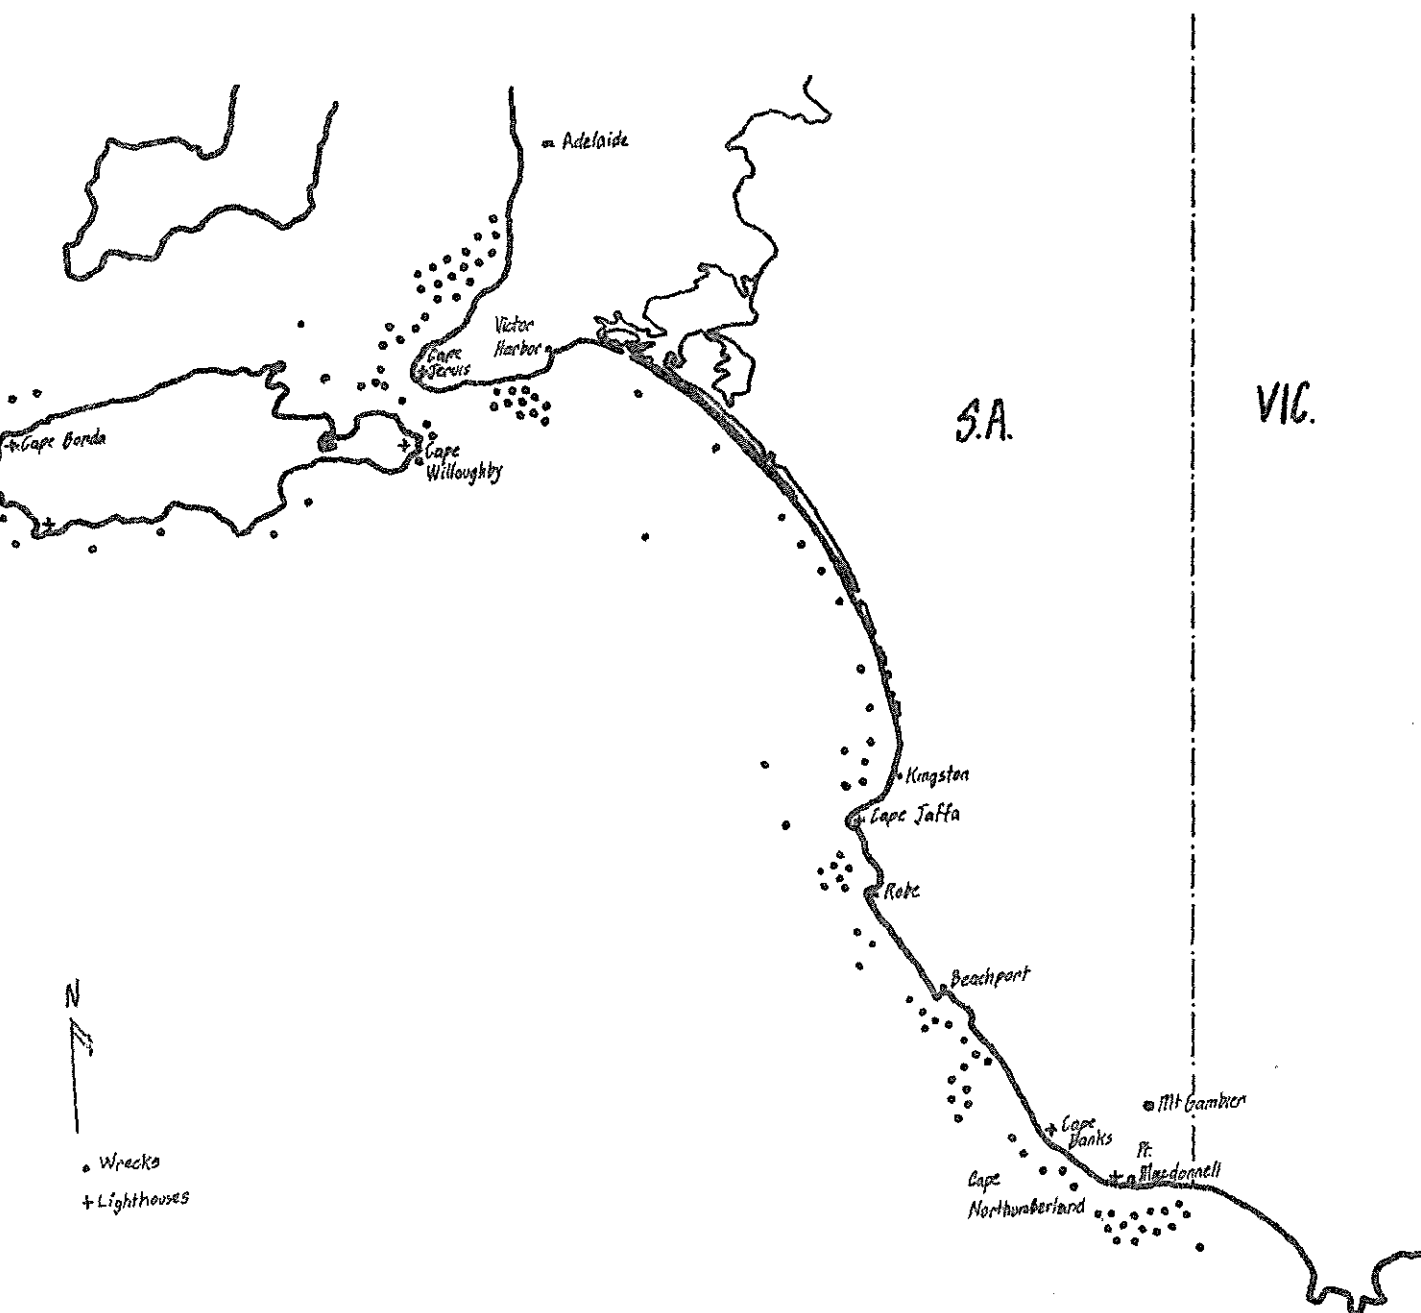 Adelaide
Victor
Harbor
Cape
Jervis
S.A.
VIC.
Cape Borda
Cape
Willoughby
Kingston
Cape Jaffa
Robe
Beachport
N
Mt Gambier
Cape
Banks
Pt.
Macdonnell
Cape
Northumberland
Wrecks
Lighthouses